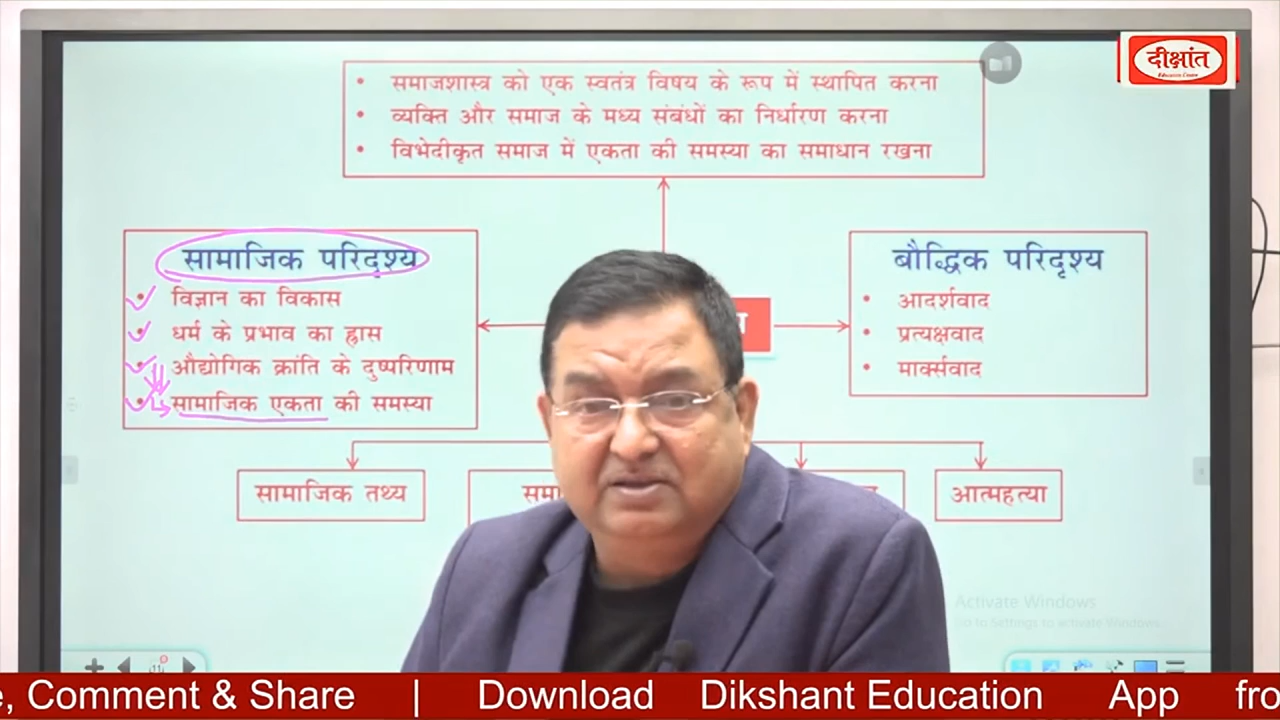 दीक्षांत
Education Centre
• समाजशास्त्र को एक स्वतंत्र विषय के रूप में स्थापित करना
• व्यक्ति और समाज के मध्य संबंधों का निर्धारण करना
• विभेदीकृत समाज में एकता की समस्या का समाधान रखना
सामाजिक परिदृश्य
• विज्ञान का विकास
• धर्म के प्रभाव का ह्रास
• औद्योगिक क्रांति के दुष्परिणाम
• सामाजिक एकता की समस्या
बौद्धिक परिदृश्य
• आदर्शवाद
• प्रत्यक्षवाद
• मार्क्सवाद
सामाजिक तथ्य
आत्महत्या
Activate Windows
Go to Settings to activate Windows.
, Comment & Share | Download Dikshant Education App